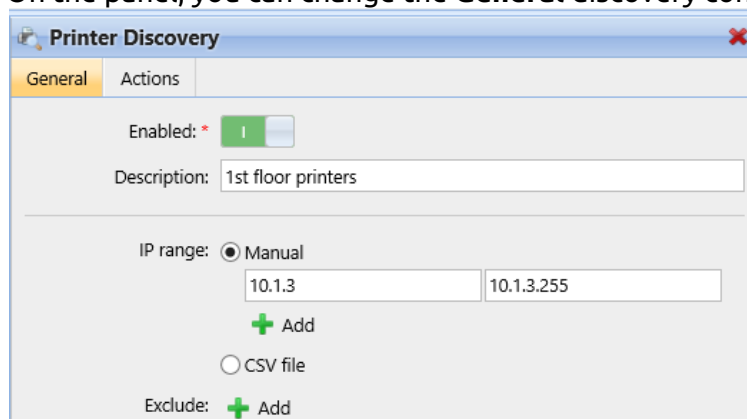 On the panel, you can change the General discovery con
Printer Discovery
General Actions
Enabled: *
Description: 1st floor printers
IP range: Manual
10.1.3 10.1.3.255
Add
CSV file
Exclude: Add